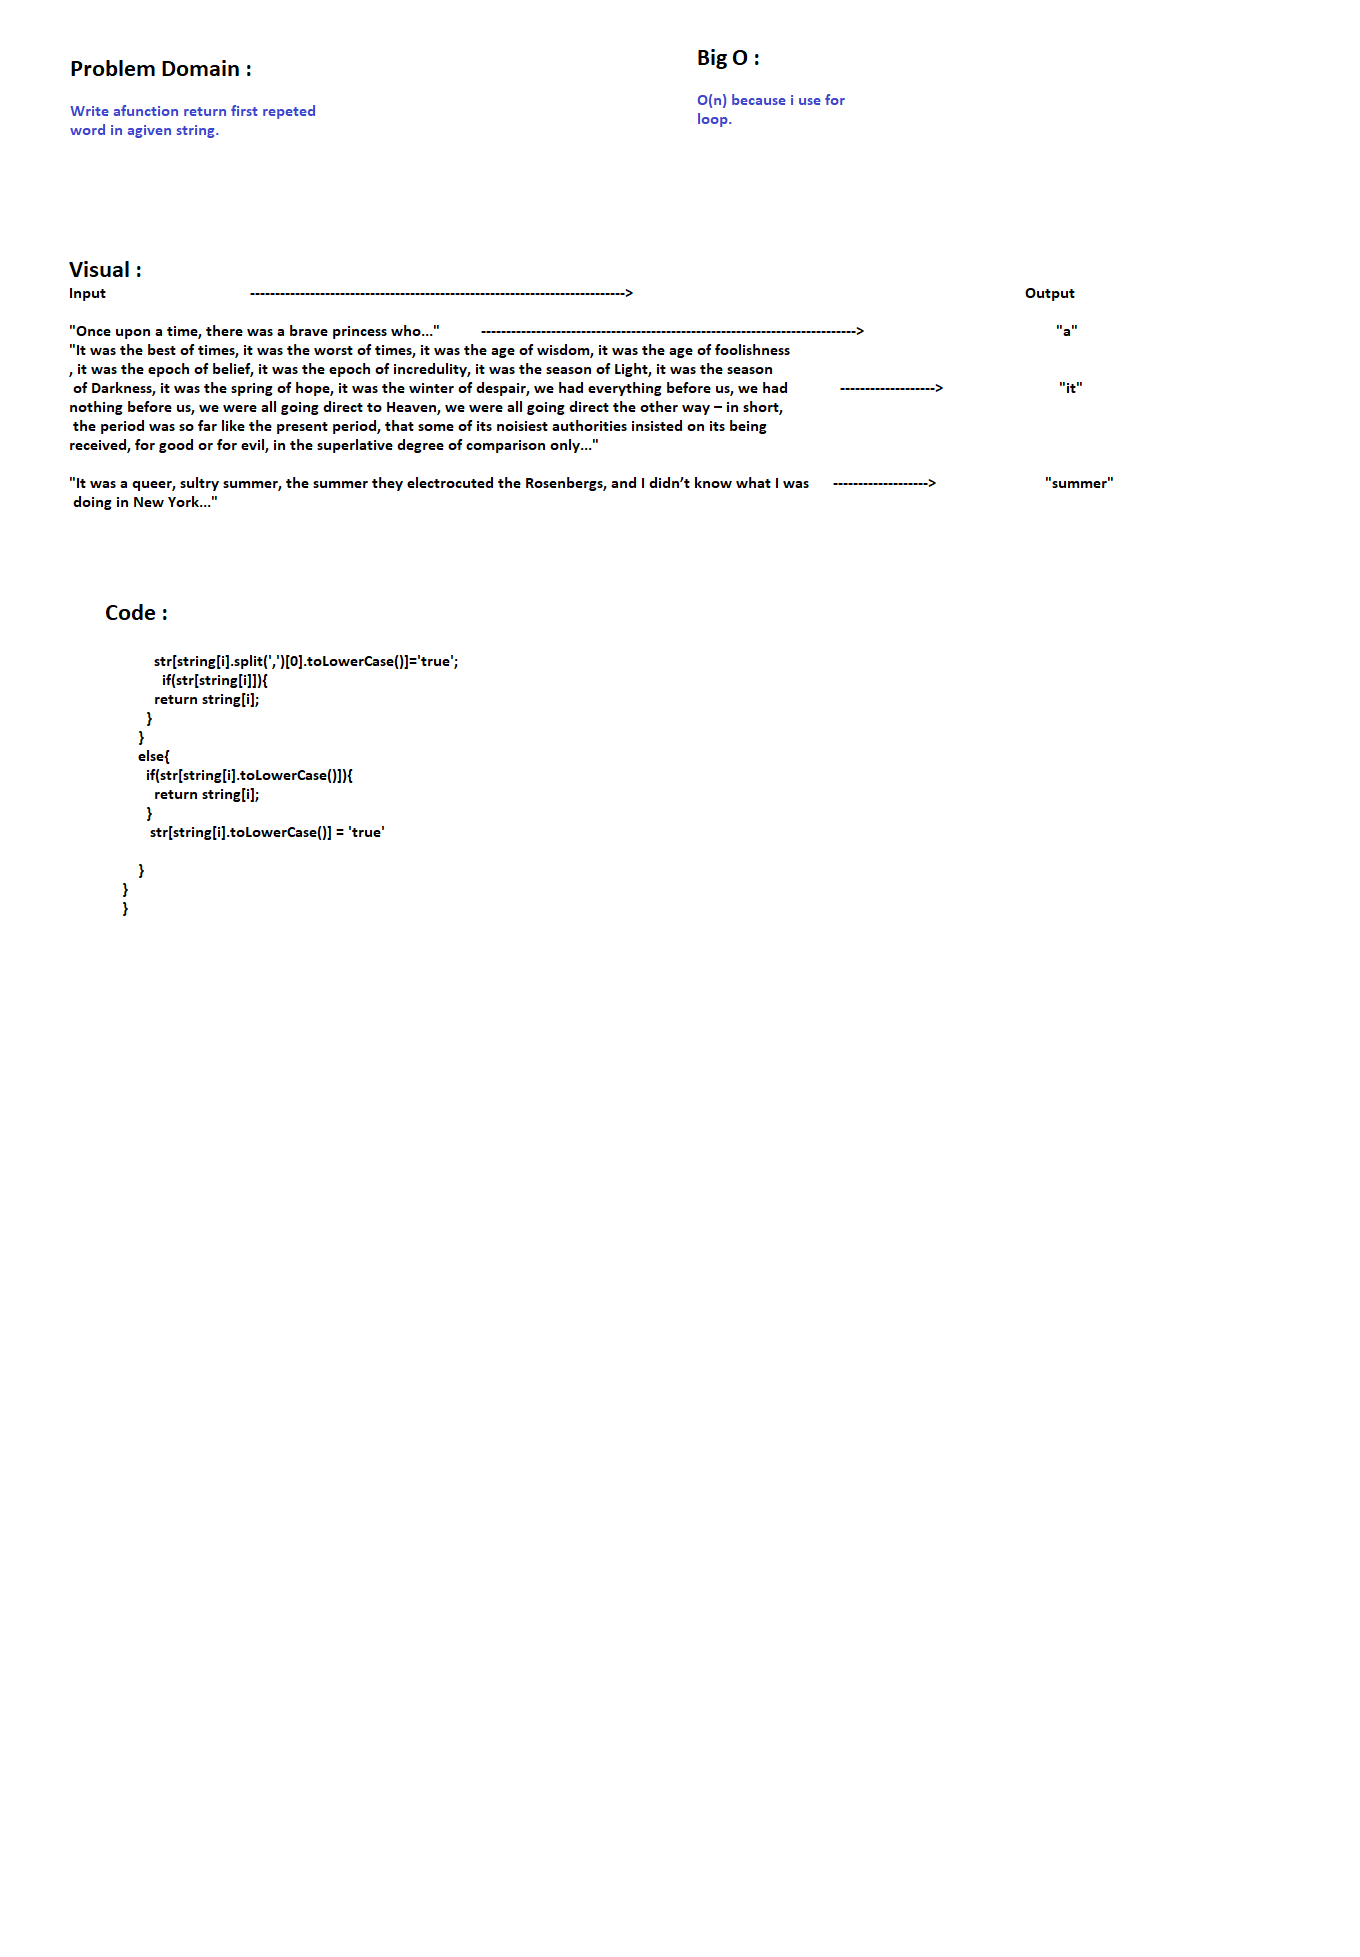 Problem Domain :
Write afunction return first repeted
word in agiven string.
Big O :
O(n) because i use for
loop.
Visual :
Input --------------------------------------------------------------------------> Output
"Once upon a time, there was a brave princess who..." --------------------------------------------------------------------------> "a"
"It was the best of times, it was the worst of times, it was the age of wisdom, it was the age of foolishness
, it was the epoch of belief, it was the epoch of incredulity, it was the season of Light, it was the season
of Darkness, it was the spring of hope, it was the winter of despair, we had everything before us, we had -------------------> "it"
nothing before us, we were all going direct to Heaven, we were all going direct the other way – in short,
the period was so far like the present period, that some of its noisiest authorities insisted on its being
received, for good or for evil, in the superlative degree of comparison only..."
"It was a queer, sultry summer, the summer they electrocuted the Rosenbergs, and I didn’t know what I was -------------------> "summer"
doing in New York..."
Code :
str[string[i].split(',')[0].toLowerCase()]='true';
if(str[string[i]]){
return string[i];
}
}
else{
if(str[string[i].toLowerCase()]){
return string[i];
}
str[string[i].toLowerCase()] = 'true'
}
}
}